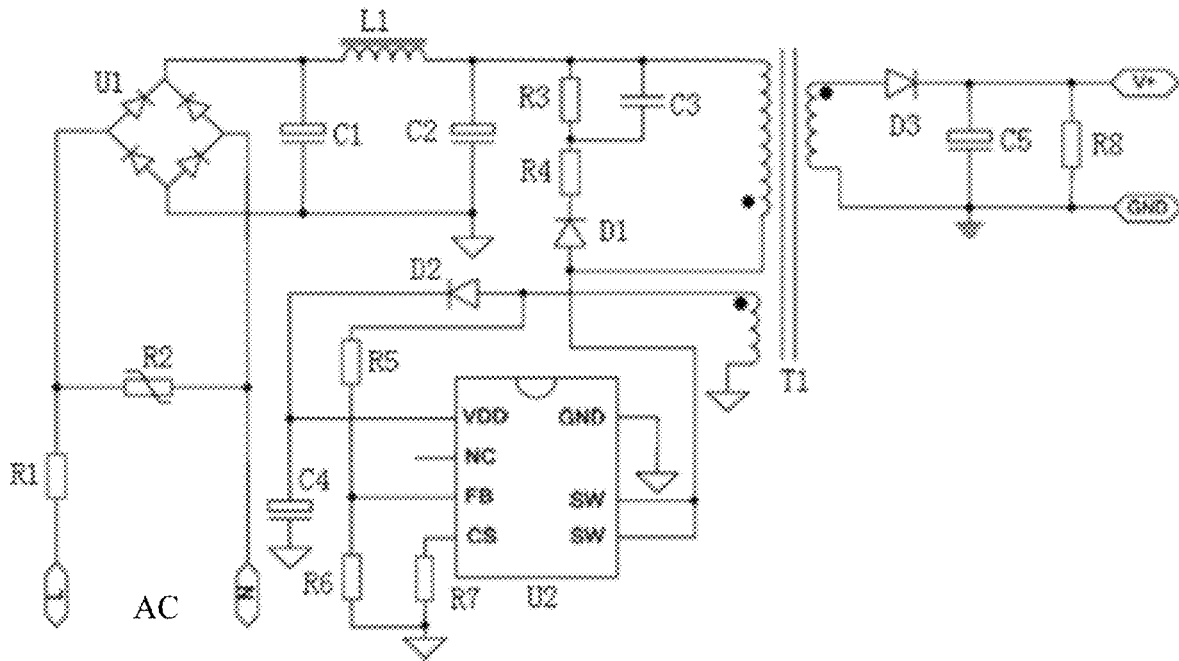 L1
U1
R3
C3
V+
D3
C1
C2
C5
R8
R4
GND
D1
D2
R2
R5
T1
VDD
GND
R1
NC
C4
FB
SW
CS
SW
R6
R7
U2
L
N
AC